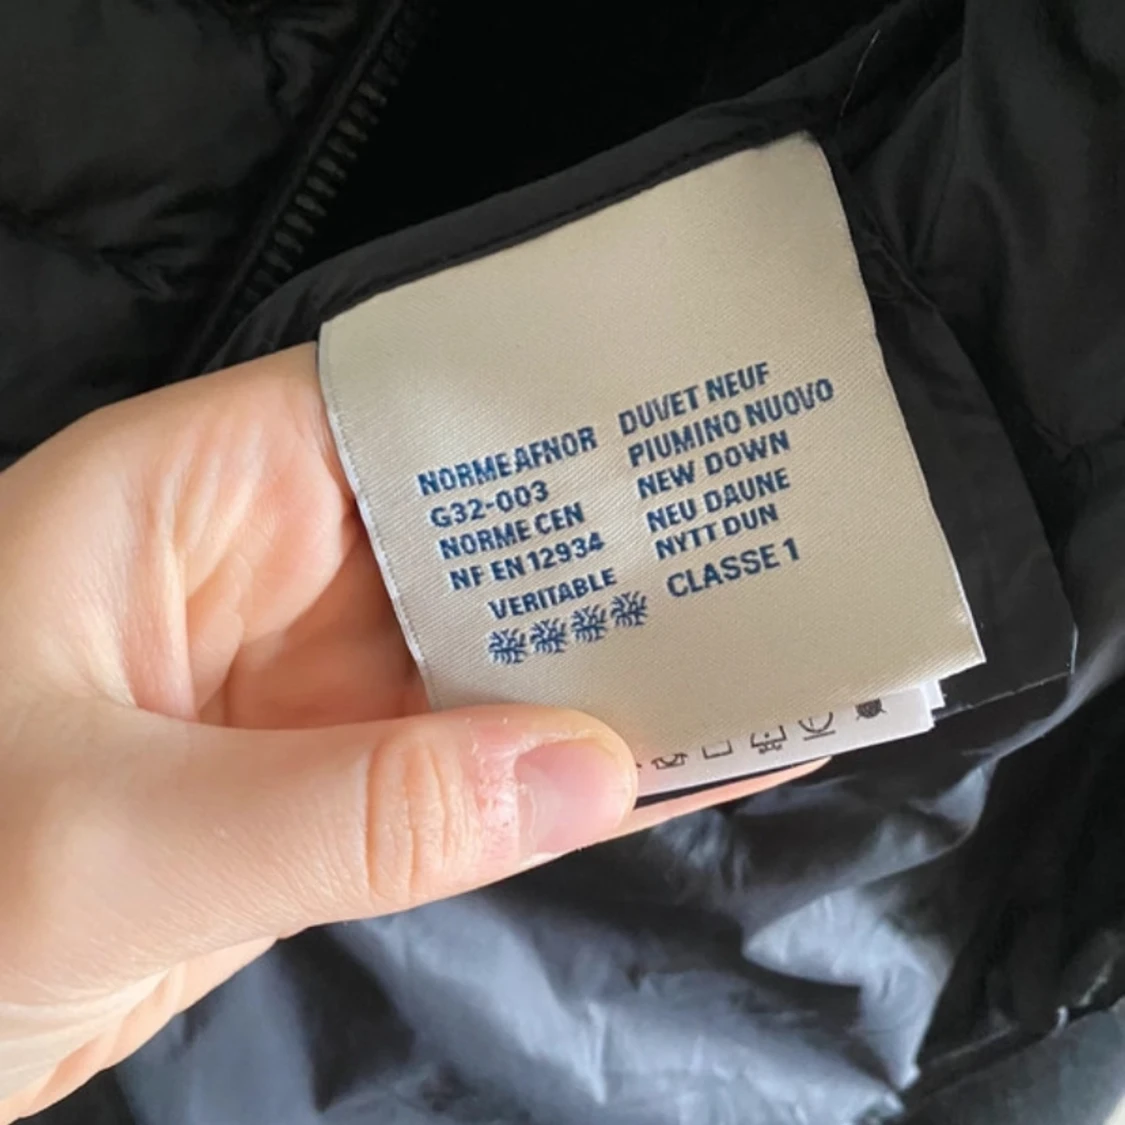 NORME AFNOR
G32-003
NORME CEN
NF EN 12934
VERITABLE
DUVET NEUF
PIUMINO NUOVO
NEW DOWN
NEU DAUNE
NYTT DUN
CLASSE 1